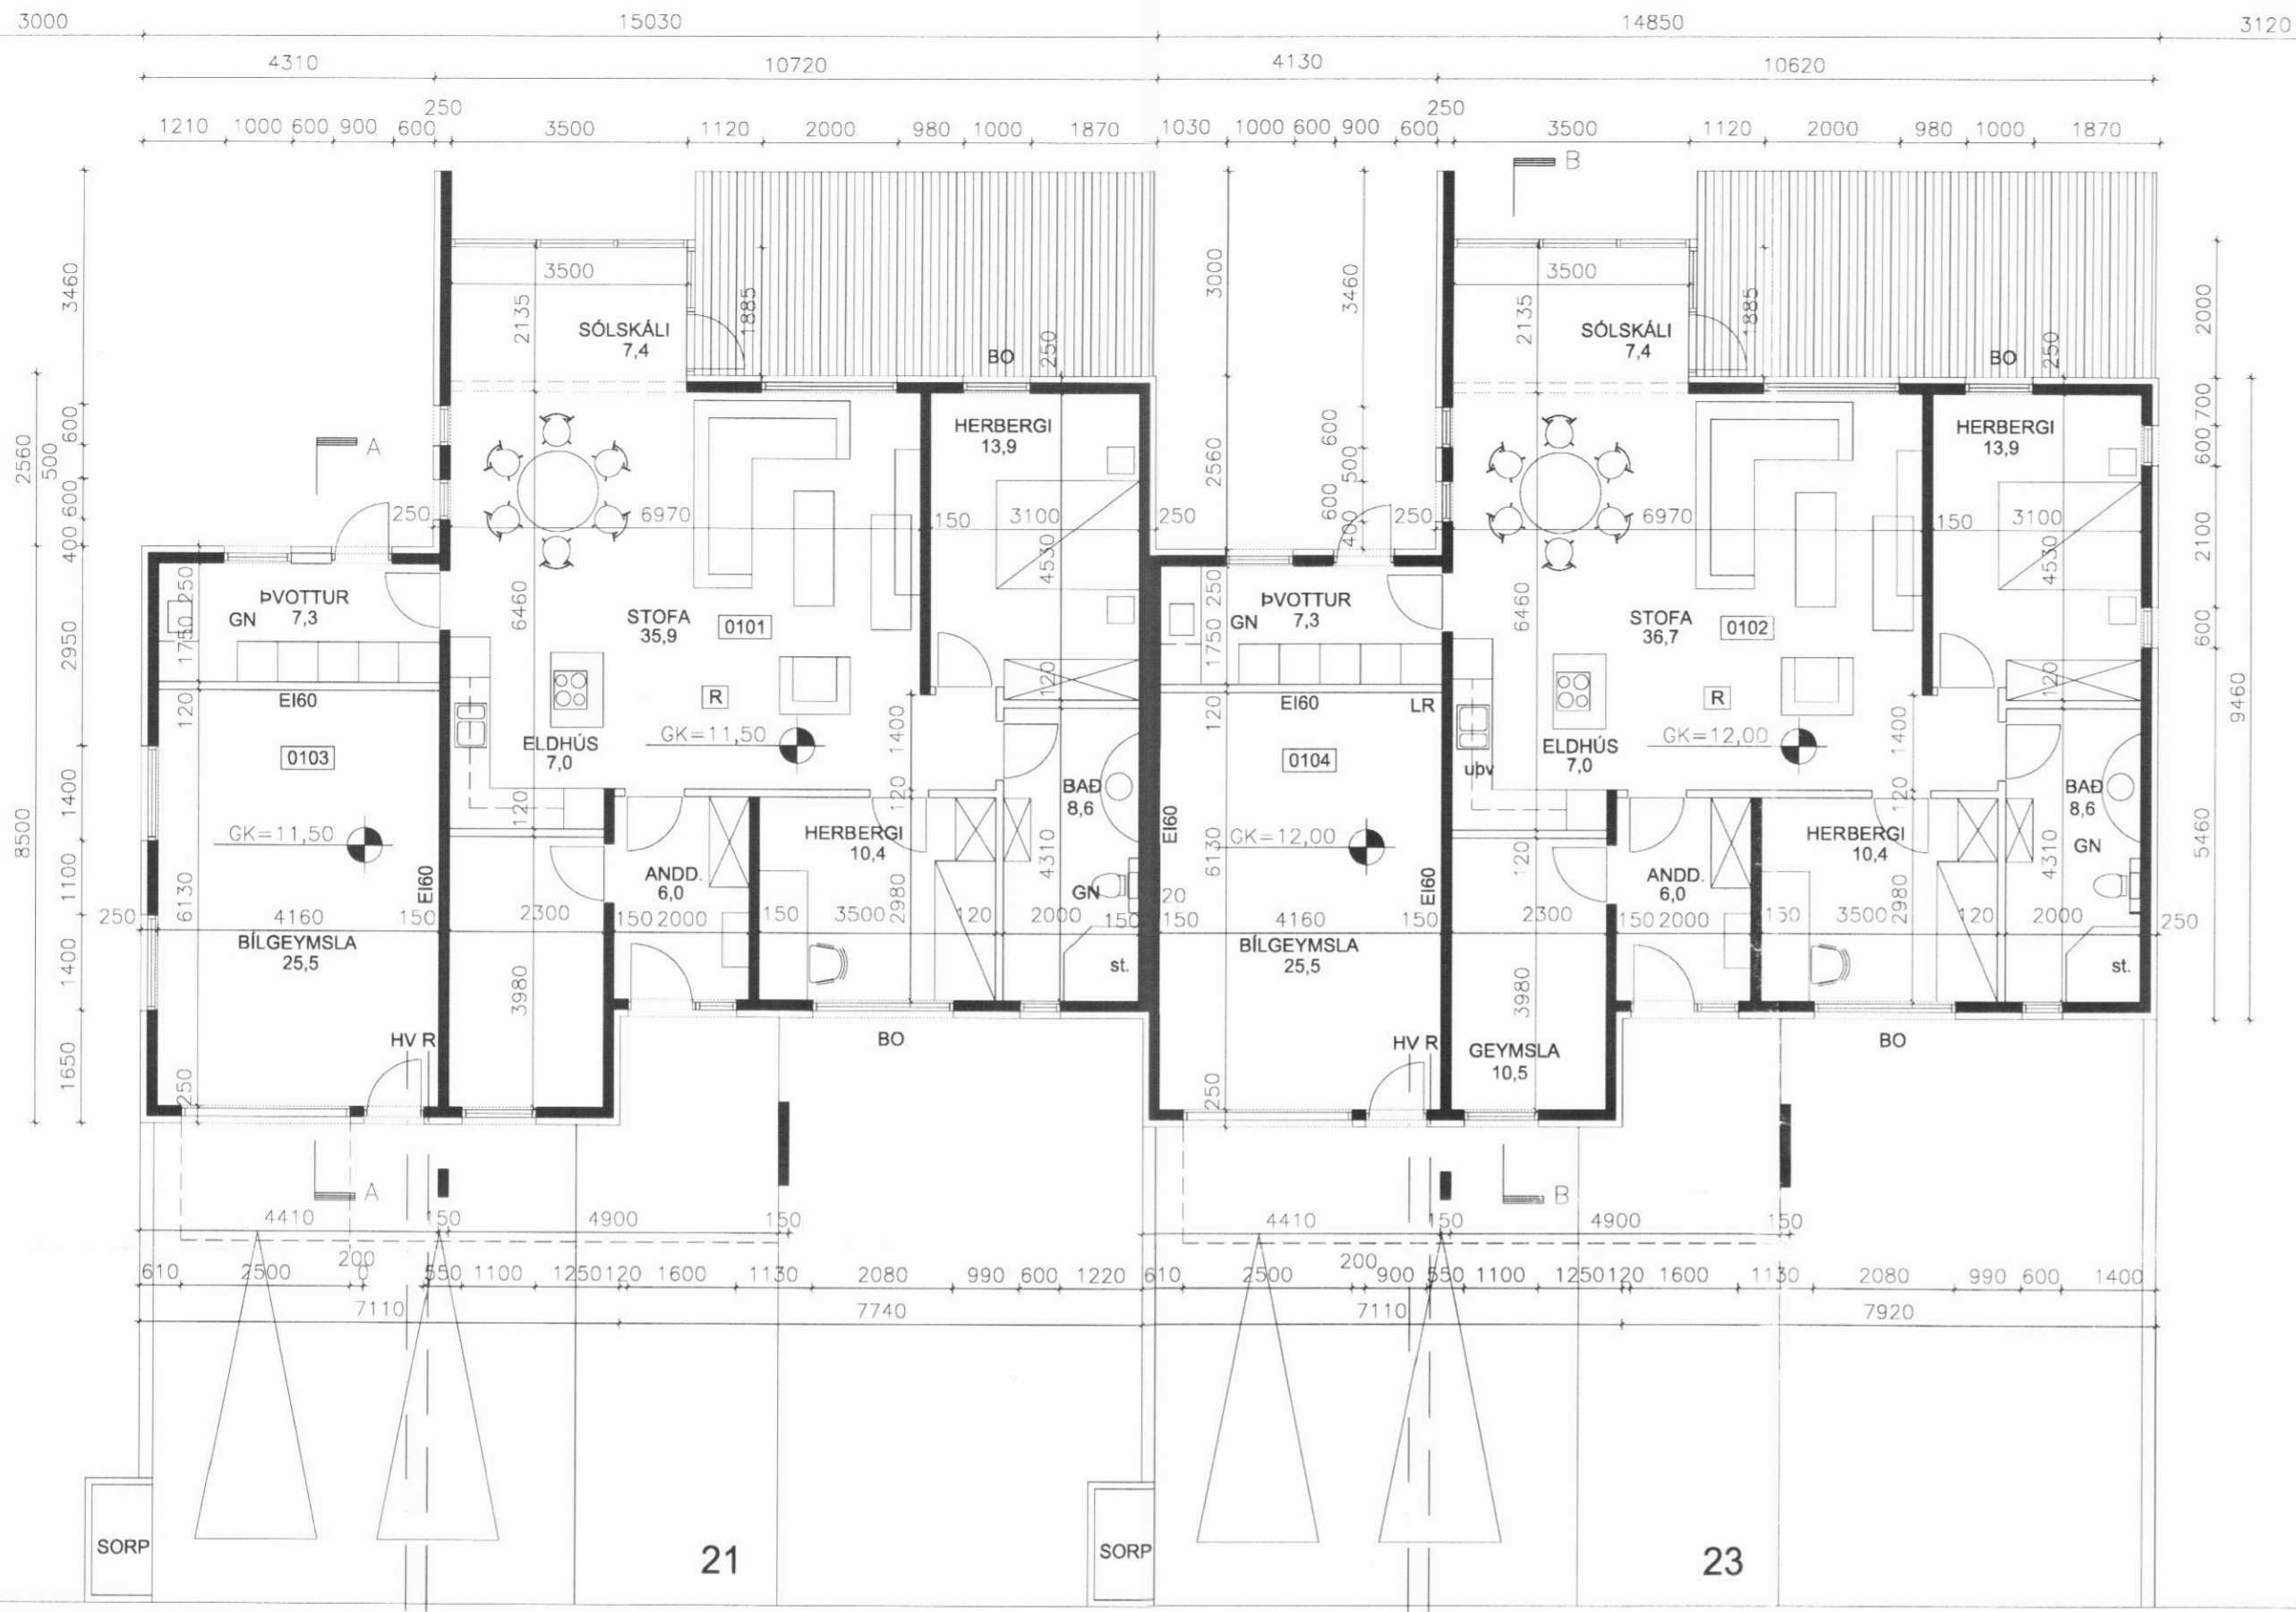 3000 15030 14850 3120
4310 10720 4130 10620
250 250
1210 1000 600 900 600 3500 1120 2000 980 1000 1870 1030 1000 600 900 600 3500 1120 2000 980 1000 1870
B
3460 3500 2135 1885 250 3000 3460 3500 2135 1885 250 2000
SÓLSKÁLI
7,4
BO
SÓLSKÁLI
7,4
BO
2560 500 600 600 400
A
HERBERGI
13,9
2560 600 500 600 400
HERBERGI
13,9
700 600 2100 600
250 6970 150 3100 250 250 6970 150 3100
4530 4530
250 1750
ÞVOTTUR
7,3
GN
6460
STOFA
35,9
0101
250 1750
ÞVOTTUR
7,3
GN
6460
STOFA
36,7
0102
2950 120
EI60
R
120
120
EI60
LR
R
120
9460
0103
ELDHÚS
7,0
GK=11,50
1400
0104
ELDHÚS
7,0
upv
GK=12,00
1400
8500 1400
GK=11,50
120
HERBERGI
10,4
120
BAÐ
8,6
EI60
GK=12,00
120
HERBERGI
10,4
120
BAÐ
8,6
GN
5460
1100 6130
EI60
ANDD.
6,0
2980 4310
GN
6130
20
EI60
ANDD.
6,0
2980 4310
250 4160 150 2300 150 2000 150 3500 120 2000 150 150 4160 150 2300 150 2000 150 3500 120 2000 250
BÍLGEYMSLA
25,5
st.
BÍLGEYMSLA
25,5
st.
1400 3980 3980
1650 250
HV R
BO
250
HV R
GEYMSLA
10,5
BO
A
B
4410 150 4900 150 4410 150 4900 150
200 200
610 2500 0 550 1100 1250 120 1600 1130 2080 990 600 1220 610 2500 900 550 1100 1250 120 1600 1130 2080 990 600 1400
7110 7740 7110 7920
SORP
21
SORP
23